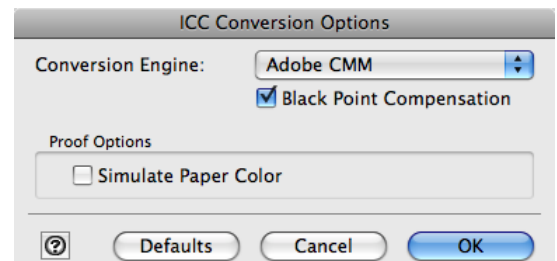 ICC Conversion Options
Conversion Engine: Adobe CMM
Black Point Compensation
Proof Options
Simulate Paper Color
? Defaults Cancel OK